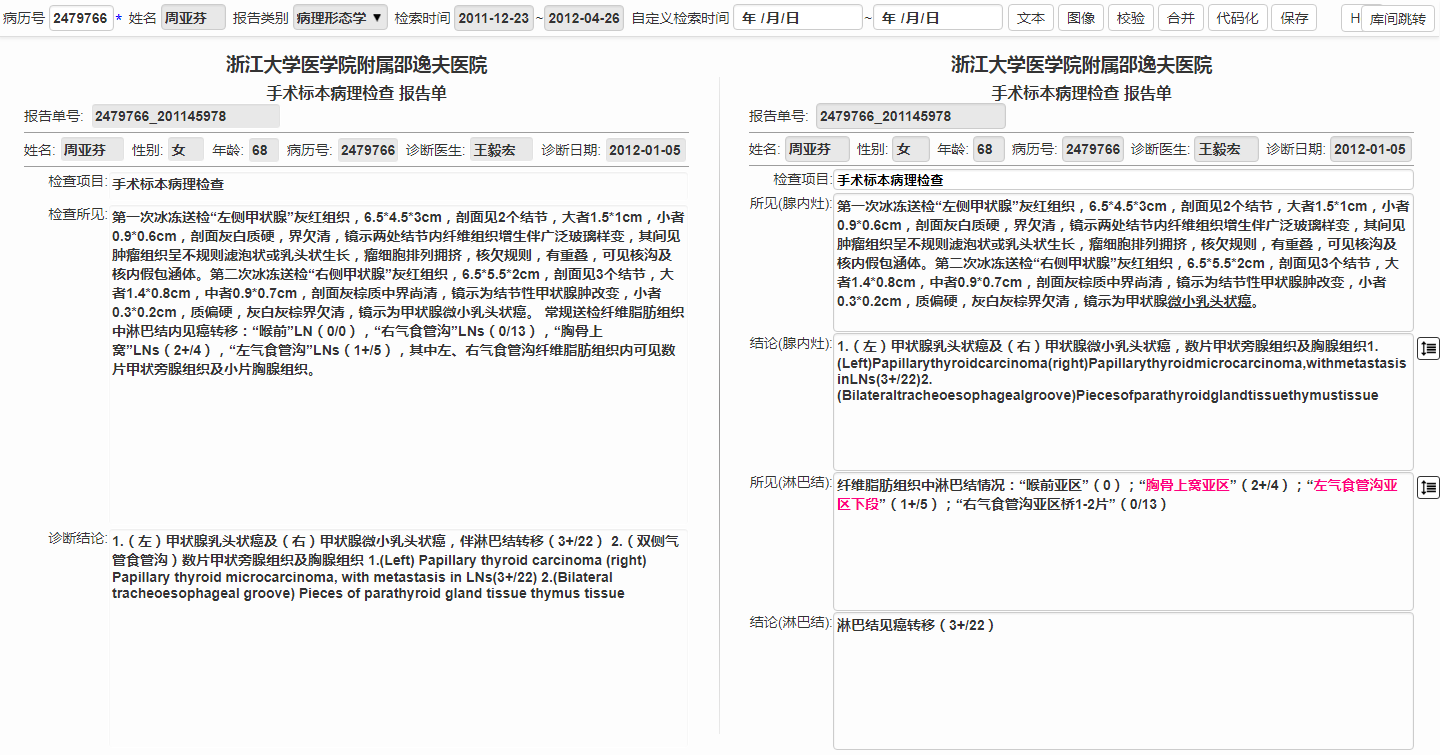 病历号 2479766 * 姓名 周亚芬 报告类别 病理形态学 ▼ 检索时间 2011-12-23 ~ 2012-04-26 自定义检索时间 年 /月/日 ~ 年 /月/日 文本 图像 校验 合并 代码化 保存 H 库间跳转
浙江大学医学院附属邵逸夫医院
手术标本病理检查 报告单
报告单号: 2479766_201145978
姓名: 周亚芬 性别: 女 年龄: 68 病历号: 2479766 诊断医生: 王毅宏 诊断日期: 2012-01-05
检查项目: 手术标本病理检查
检查所见: 第一次冰冻送检“左侧甲状腺”灰红组织，6.5*4.5*3cm，剖面见2个结节，大者1.5*1cm，小者
0.9*0.6cm，剖面灰白质硬，界欠清，镜示两处结节内纤维组织增生伴广泛玻璃样变，其间见
肿瘤组织呈不规则滤泡状或乳头状生长，瘤细胞排列拥挤，核欠规则，有重叠，可见核沟及
核内假包涵体。第二次冰冻送检“右侧甲状腺”灰红组织，6.5*5.5*2cm，剖面见3个结节，大
者1.4*0.8cm，中者0.9*0.7cm，剖面灰棕质中界尚清，镜示为结节性甲状腺肿改变，小者
0.3*0.2cm，质偏硬，灰白灰棕界欠清，镜示为甲状腺微小乳头状癌。 常规送检纤维脂肪组织
中淋巴结内见癌转移：“喉前”LN（0/0），“右气食管沟”LNs（0/13），“胸骨上
窝”LNs（2+/4），“左气食管沟”LNs（1+/5），其中左、右气食管沟纤维脂肪组织内可见数
片甲状旁腺组织及小片胸腺组织。
诊断结论: 1.（左）甲状腺乳头状癌及（右）甲状腺微小乳头状癌，伴淋巴结转移（3+/22） 2.（双侧气
管食管沟）数片甲状旁腺组织及胸腺组织 1.(Left) Papillary thyroid carcinoma (right)
Papillary thyroid microcarcinoma, with metastasis in LNs(3+/22) 2.(Bilateral
tracheoesophageal groove) Pieces of parathyroid gland tissue thymus tissue
浙江大学医学院附属邵逸夫医院
手术标本病理检查 报告单
报告单号: 2479766_201145978
姓名: 周亚芬 性别: 女 年龄: 68 病历号: 2479766 诊断医生: 王毅宏 诊断日期: 2012-01-05
检查项目: 手术标本病理检查
所见(腺内灶): 第一次冰冻送检“左侧甲状腺”灰红组织，6.5*4.5*3cm，剖面见2个结节，大者1.5*1cm，小者
0.9*0.6cm，剖面灰白质硬，界欠清，镜示两处结节内纤维组织增生伴广泛玻璃样变，其间见
肿瘤组织呈不规则滤泡状或乳头状生长，瘤细胞排列拥挤，核欠规则，有重叠，可见核沟及
核内假包涵体。第二次冰冻送检“右侧甲状腺”灰红组织，6.5*5.5*2cm，剖面见3个结节，大
者1.4*0.8cm，中者0.9*0.7cm，剖面灰棕质中界尚清，镜示为结节性甲状腺肿改变，小者
0.3*0.2cm，质偏硬，灰白灰棕界欠清，镜示为甲状腺微小乳头状癌。
结论(腺内灶): 1.（左）甲状腺乳头状癌及（右）甲状腺微小乳头状癌，数片甲状旁腺组织及胸腺组织1.
(Left)Papillarythyroidcarcinoma(right)Papillarythyroidmicrocarcinoma,withmetastasis
inLNs(3+/22)2.
(Bilateraltracheoesophagealgroove)Piecesofparathyroidglandtissuethymustissue
所见(淋巴结): 纤维脂肪组织中淋巴结情况：“喉前亚区”（0）；“胸骨上窝亚区”（2+/4）；“左气食管沟亚
区下段”（1+/5）；“右气食管沟亚区桥1-2片”（0/13）
结论(淋巴结): 淋巴结见癌转移（3+/22）